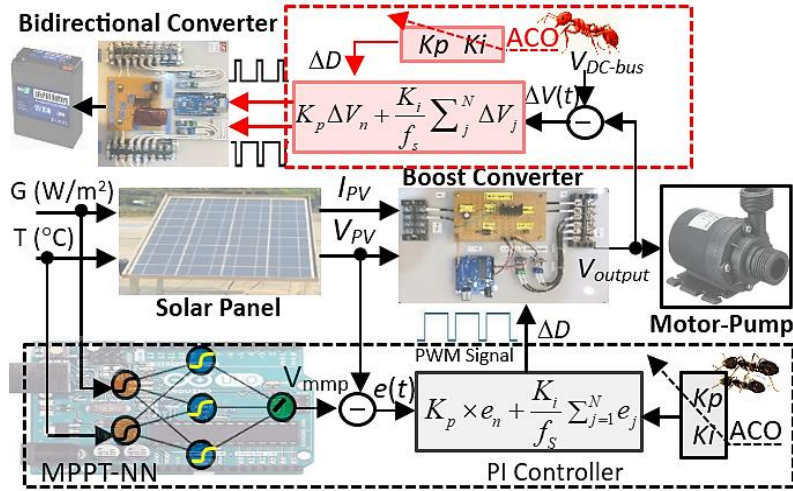 Bidirectional Converter
Kp Ki
ACO
ΔD
V_DC-bus
K_p ΔV_n + K_i/f_s ∑_j^N ΔV_j
ΔV(t)
−
G (W/m²)
T (°C)
I_PV
V_PV
Boost Converter
Solar Panel
V_output
Motor-Pump
PWM Signal
ΔD
V_mmp
e(t)
−
K_p × e_n + K_i/f_S ∑_{j=1}^N e_j
Kp
Ki
ACO
MPPT-NN
PI Controller